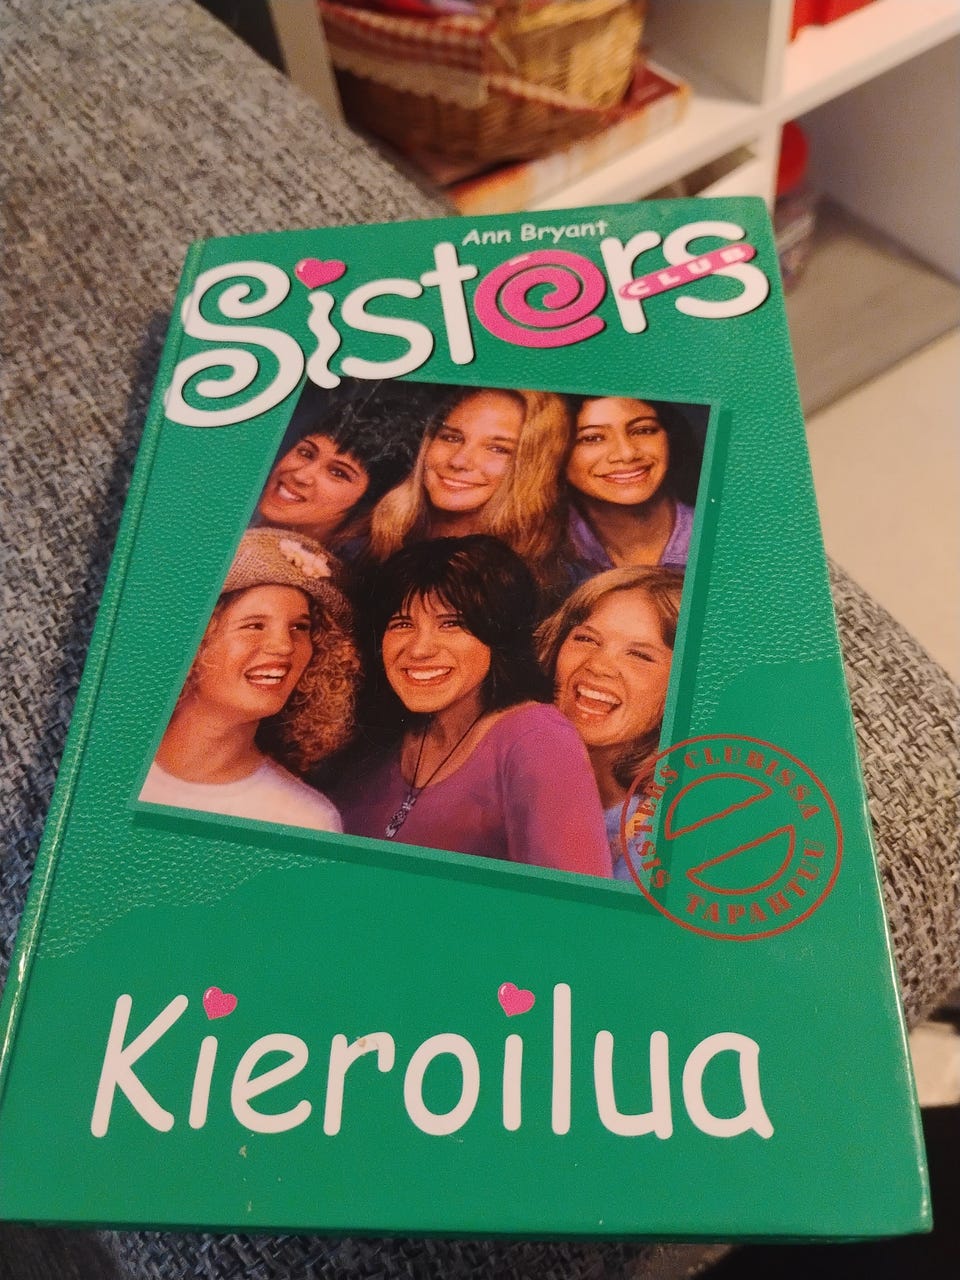 Ann Bryant
Sisters
CLUB
SISTERS CLUBISSA
TAPAHTUU
Kieroilua